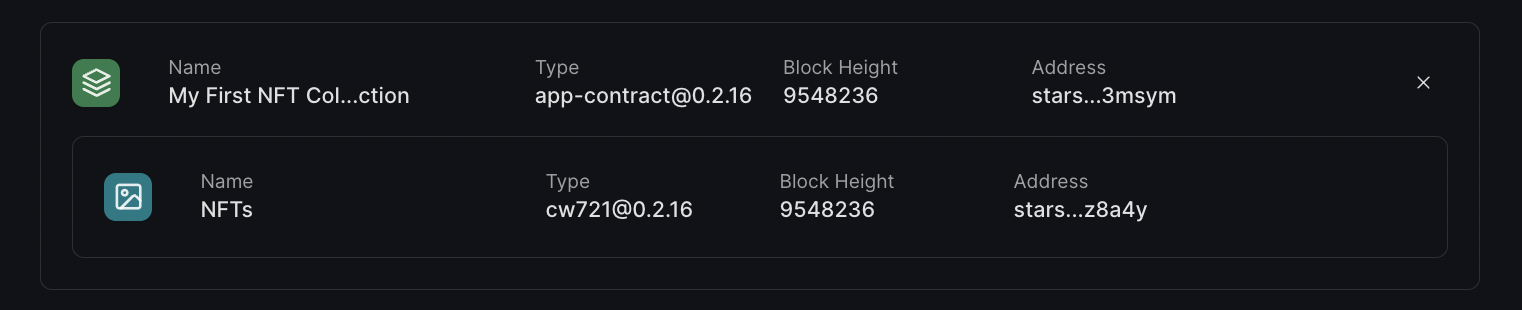 Name Type Block Height Address
My First NFT Col...ction app-contract@0.2.16 9548236 stars...3msym
Name Type Block Height Address
NFTs cw721@0.2.16 9548236 stars...z8a4y